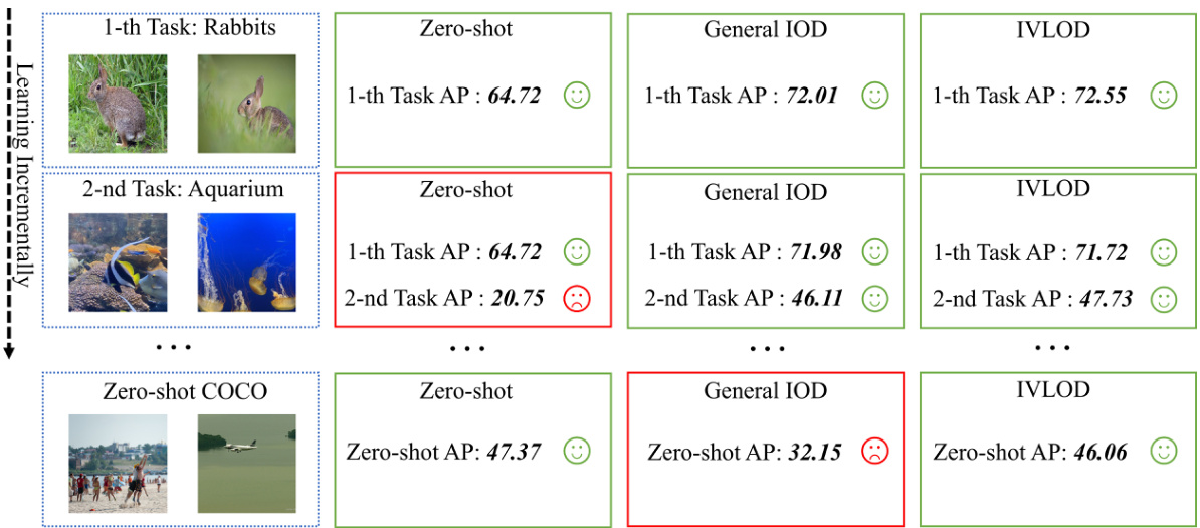 Learning Incrementally
1-th Task: Rabbits
Zero-shot
1-th Task AP : 64.72
General IOD
1-th Task AP : 72.01
IVLOD
1-th Task AP : 72.55
2-nd Task: Aquarium
Zero-shot
1-th Task AP : 64.72
2-nd Task AP : 20.75
General IOD
1-th Task AP : 71.98
2-nd Task AP : 46.11
IVLOD
1-th Task AP : 71.72
2-nd Task AP : 47.73
. . .
. . .
. . .
. . .
Zero-shot COCO
Zero-shot
Zero-shot AP: 47.37
General IOD
Zero-shot AP: 32.15
IVLOD
Zero-shot AP: 46.06